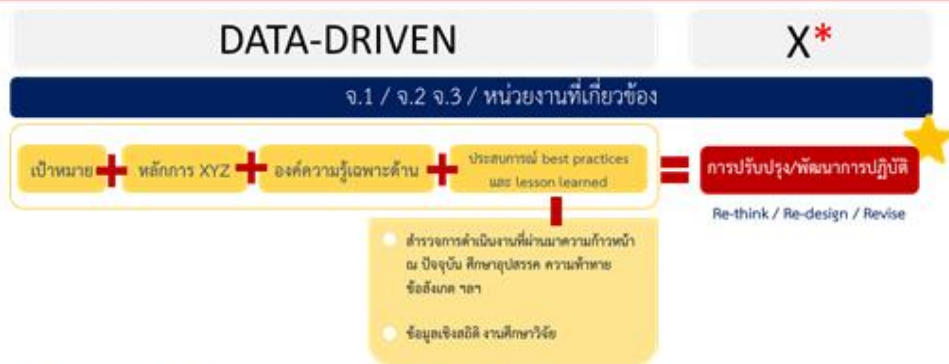 DATA-DRIVEN
X*
จ.1 / จ.2 จ.3 / หน่วยงานที่เกี่ยวข้อง
เป้าหมาย + หลักการ XYZ + องค์ความรู้เฉพาะด้าน + ประสบการณ์ best practices
และ lesson learned
= การปรับปรุง/พัฒนาการปฏิบัติ
Re-think / Re-design / Revise
สำรวจการดำเนินงานที่ผ่านมาความก้าวหน้า
ณ ปัจจุบัน ศึกษาอุปสรรค ความท้าทาย
ข้อสังเกต ฯลฯ
ข้อมูลเชิงสถิติ งานศึกษาวิจัย